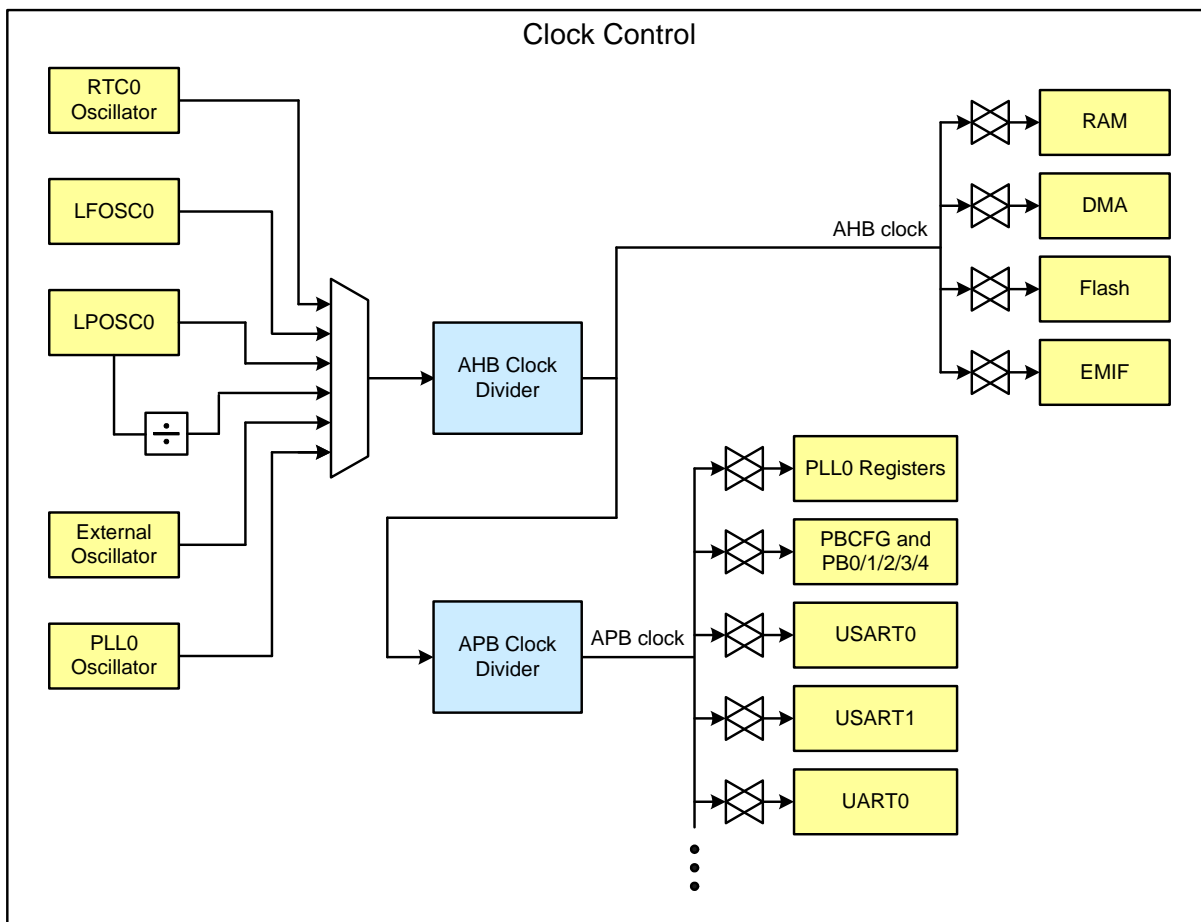 Clock Control
RTC0
Oscillator
LFOSC0
LPOSC0
÷
External
Oscillator
PLL0
Oscillator
AHB Clock
Divider
APB Clock
Divider
AHB clock
APB clock
RAM
DMA
Flash
EMIF
PLL0 Registers
PBCFG and
PB0/1/2/3/4
USART0
USART1
UART0